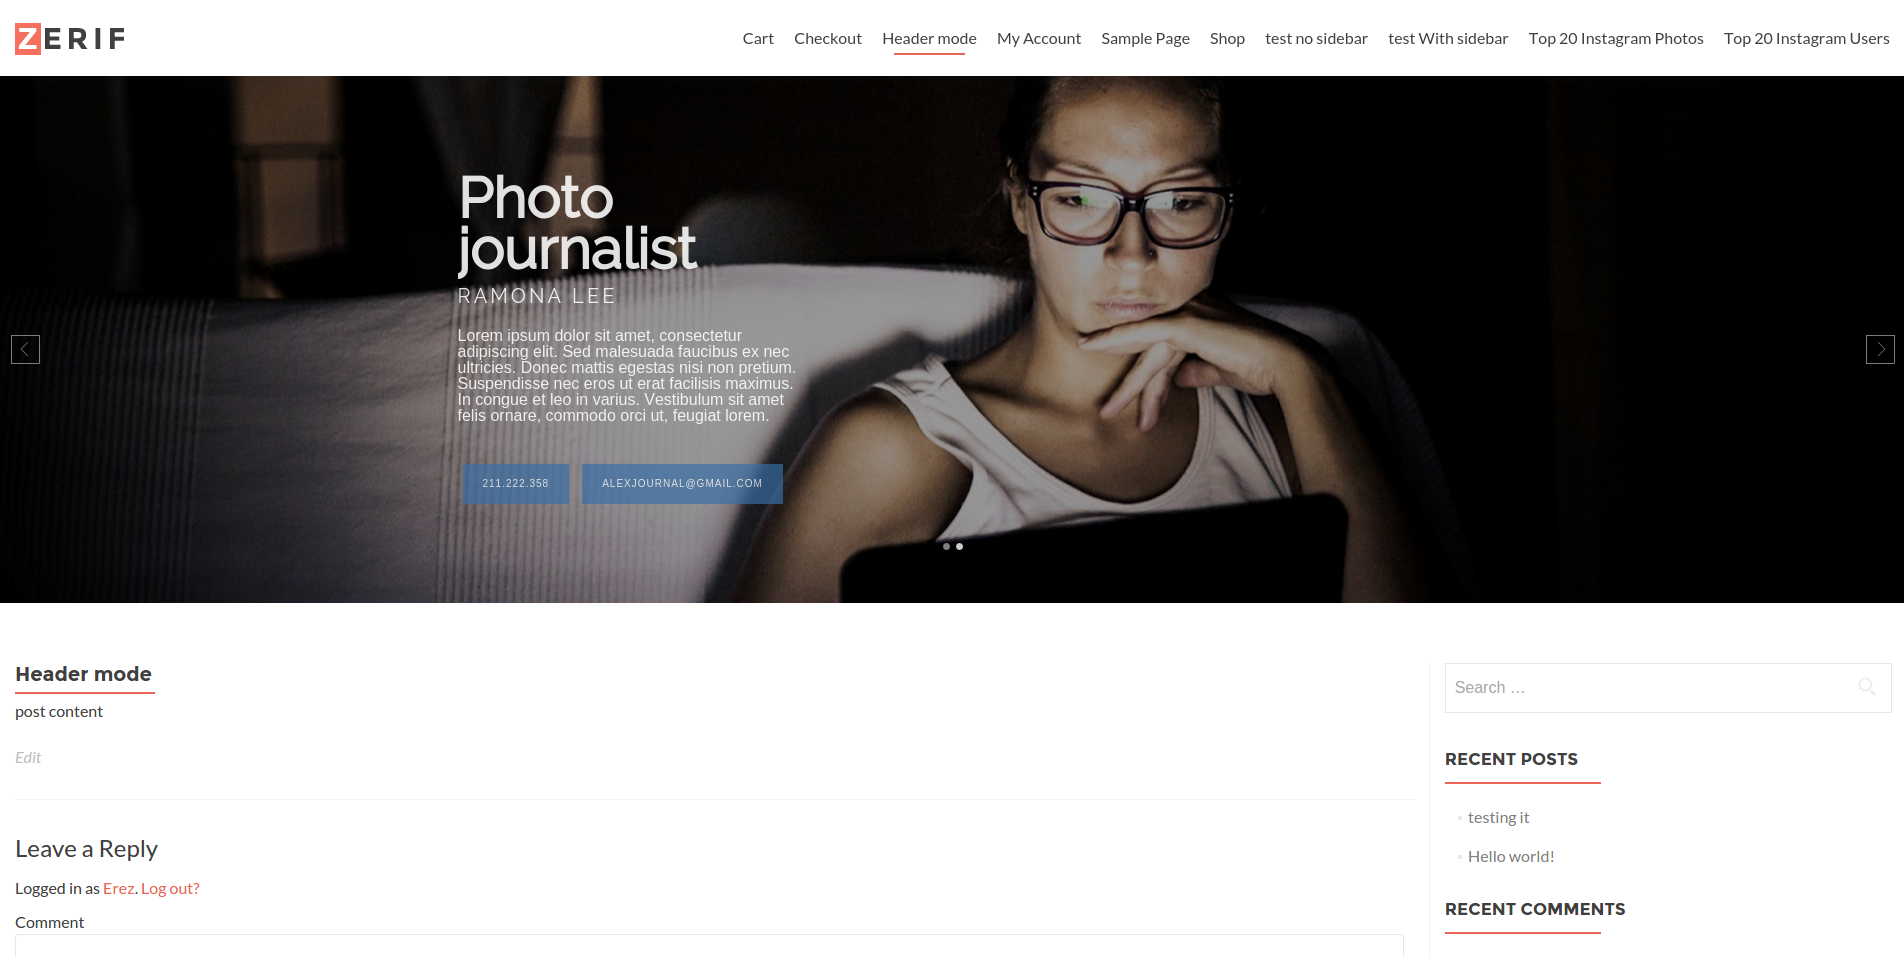 ZERIF
Cart Checkout Header mode My Account Sample Page Shop test no sidebar test With sidebar Top 20 Instagram Photos Top 20 Instagram Users
Photo
journalist
RAMONA LEE
Lorem ipsum dolor sit amet, consectetur
adipiscing elit. Sed malesuada faucibus ex nec
ultricies. Donec mattis egestas nisi non pretium.
Suspendisse nec eros ut erat facilisis maximus.
In congue et leo in varius. Vestibulum sit amet
felis ornare, commodo orci ut, feugiat lorem.
211.222.358 ALEXJOURNAL@GMAIL.COM
Header mode
post content
Edit
Leave a Reply
Logged in as Erez. Log out?
Comment
Search …
RECENT POSTS
testing it
Hello world!
RECENT COMMENTS